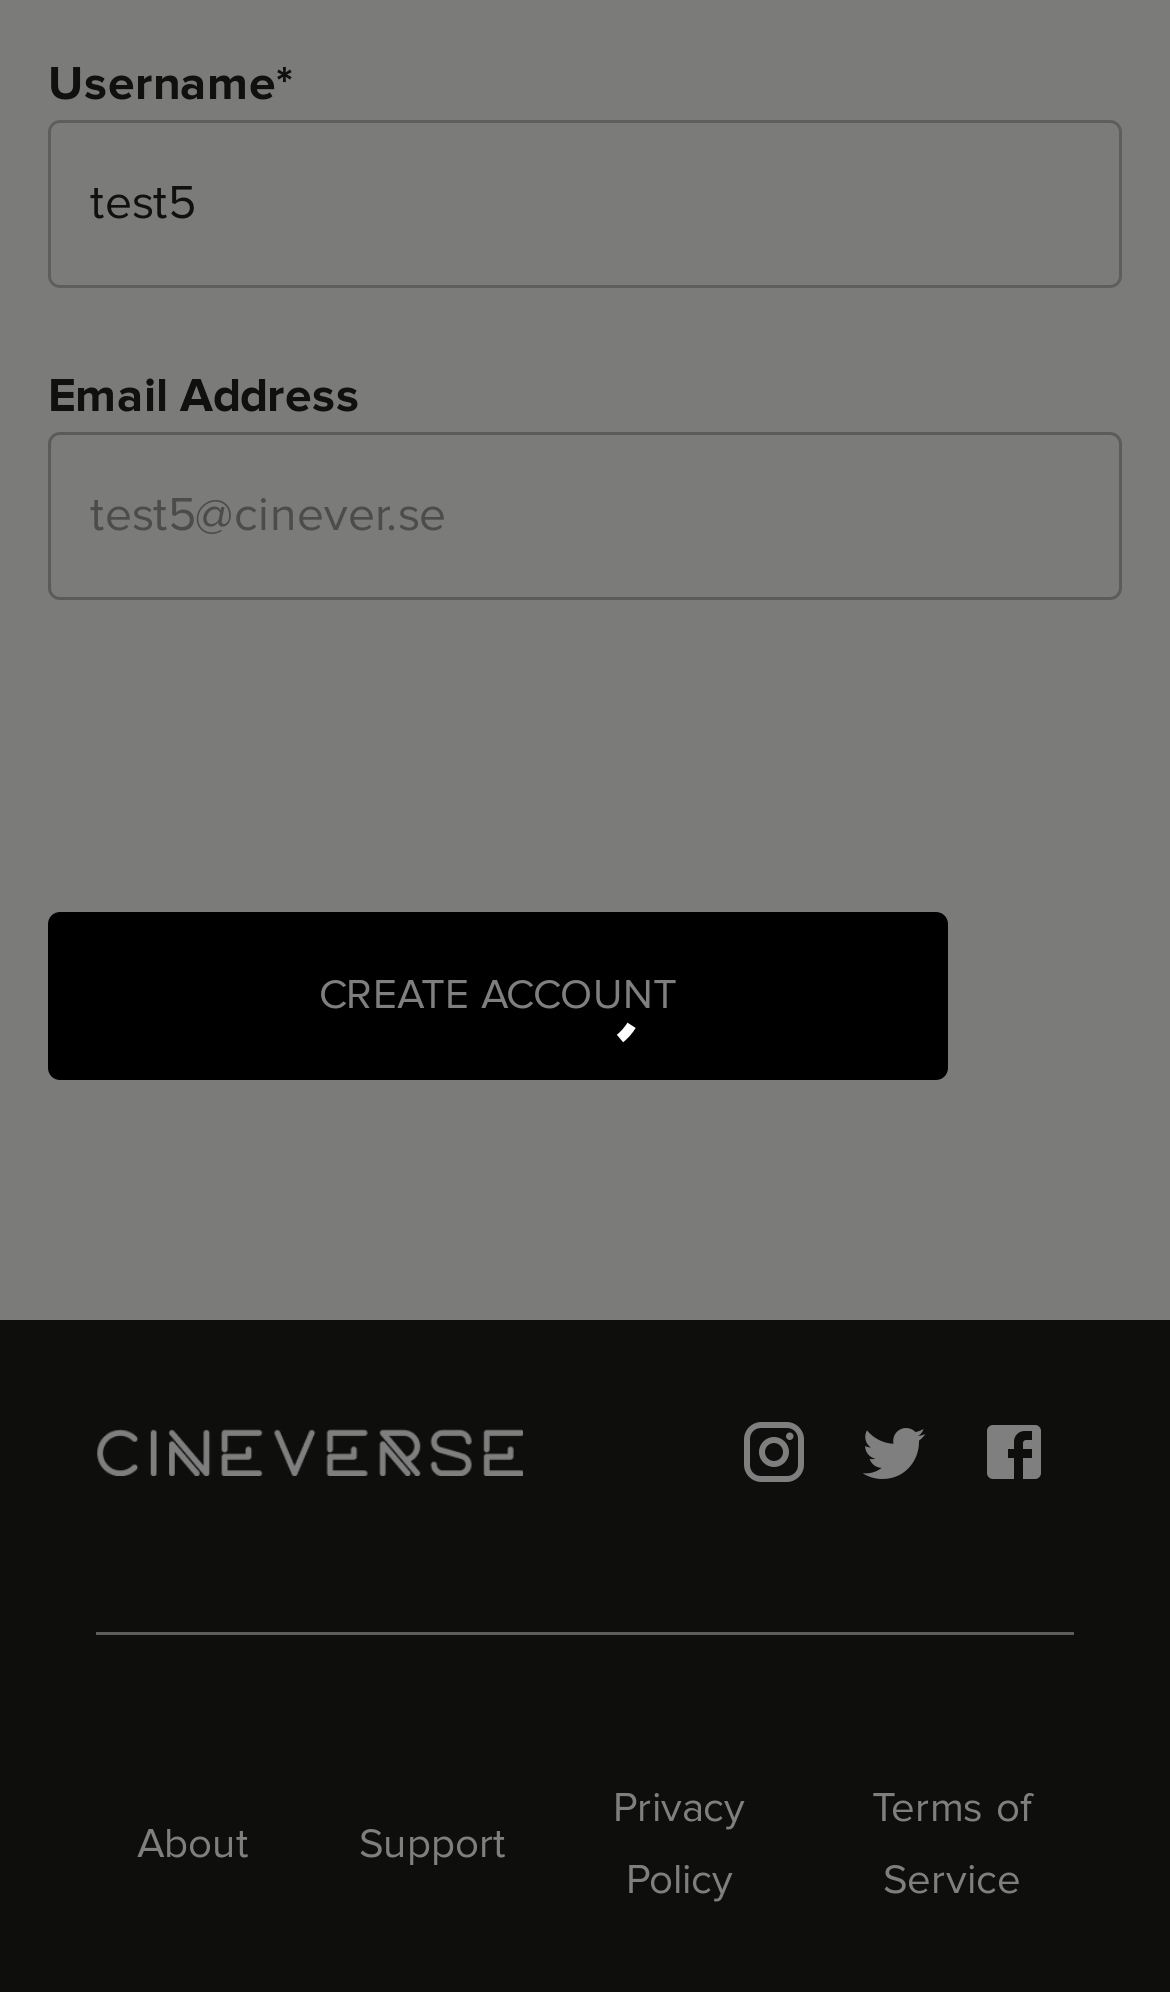 Username*
test5
Email Address
test5@cinever.se
CREATE ACCOUNT
CINEVERSE
About
Support
Privacy
Policy
Terms of
Service